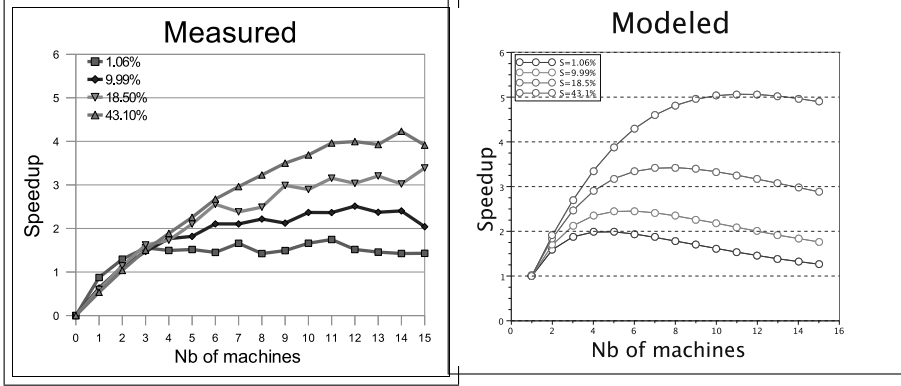 Measured
6
5
4
3
2
1
0
Speedup
1.06%
9.99%
18.50%
43.10%
0 1 2 3 4 5 6 7 8 9 10 11 12 13 14 15
Nb of machines
Modeled
6
5
4
3
2
1
0
Speedup
S=1.06%
S=9.99%
S=18.5%
S=43.1%
0 2 4 6 8 10 12 14 16
Nb of machines